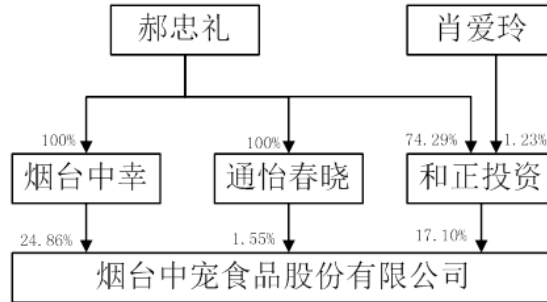 郝忠礼
肖爱玲
100%
100%
74.29%
1.23%
烟台中幸
通怡春晓
和正投资
24.86%
1.55%
17.10%
烟台中宠食品股份有限公司